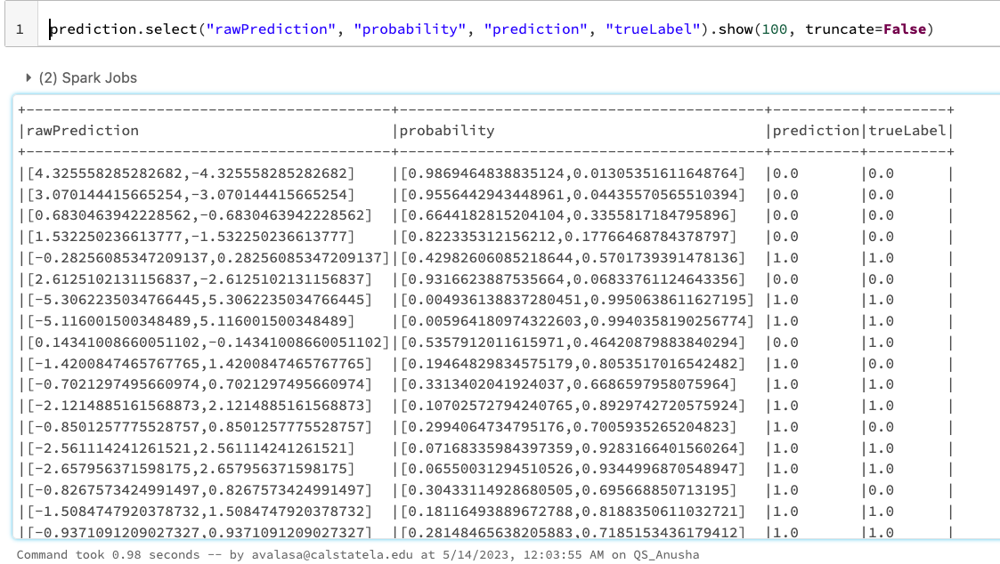 1 prediction.select("rawPrediction", "probability", "prediction", "trueLabel").show(100, truncate=False)
(2) Spark Jobs
+-----------------------------------------+-----------------------------------------+----------+---------+
|rawPrediction                            |probability                              |prediction|trueLabel|
+-----------------------------------------+-----------------------------------------+----------+---------+
|[4.325558285282682,-4.325558285282682]   |[0.9869464838835124,0.01305351611648764] |0.0       |0.0      |
|[3.070144415665254,-3.070144415665254]   |[0.9556442943448961,0.04435570565510394] |0.0       |0.0      |
|[0.6830463942228562,-0.6830463942228562] |[0.6644182815204104,0.3355817184795896]  |0.0       |0.0      |
|[1.532250236613777,-1.532250236613777]   |[0.822335312156212,0.17766468784378797]  |0.0       |0.0      |
|[-0.28256085347209137,0.28256085347209137]|[0.42982606085218644,0.5701739391478136] |1.0       |1.0      |
|[2.6125102131156837,-2.6125102131156837] |[0.9316623887535664,0.06833761124643356] |0.0       |0.0      |
|[-5.3062235034766445,5.3062235034766445] |[0.004936138837280451,0.9950638611627195]|1.0       |1.0      |
|[-5.116001500348489,5.116001500348489]   |[0.005964180974322603,0.9940358190256774]|1.0       |1.0      |
|[0.14341008660051102,-0.14341008660051102]|[0.5357912011615971,0.46420879883840294] |0.0       |1.0      |
|[-1.4200847465767765,1.4200847465767765] |[0.19464829834575179,0.8053517016542482] |1.0       |0.0      |
|[-0.7021297495660974,0.7021297495660974] |[0.3313402041924037,0.6686597958075964]  |1.0       |1.0      |
|[-2.1214885161568873,2.1214885161568873] |[0.10702572794240765,0.8929742720575924] |1.0       |1.0      |
|[-0.8501257775528757,0.8501257775528757] |[0.2994064734795176,0.7005935265204823]  |1.0       |0.0      |
|[-2.561114241261521,2.561114241261521]   |[0.07168335984397359,0.9283166401560264] |1.0       |1.0      |
|[-2.657956371598175,2.657956371598175]   |[0.06550031294510526,0.9344996870548947] |1.0       |1.0      |
|[-0.8267573424991497,0.8267573424991497] |[0.30433114928680505,0.695668850713195]  |1.0       |0.0      |
|[-1.5084747920378732,1.5084747920378732] |[0.18116493889672788,0.8188350611032721] |1.0       |1.0      |
|[-0.9371091209027327,0.9371091209027327] |[0.28148465638205883,0.7185153436179412] |1.0       |1.0      |
Command took 0.98 seconds -- by avalasa@calstatela.edu at 5/14/2023, 12:03:55 AM on QS_Anusha